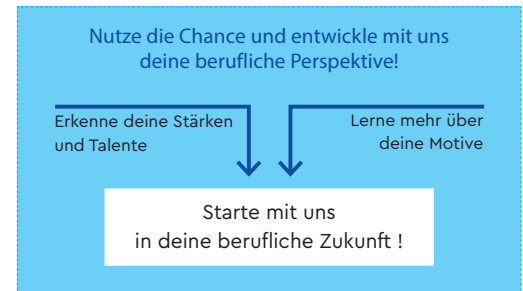 Nutze die Chance und entwickle mit uns
deine berufliche Perspektive!
Erkenne deine Stärken
und Talente
Lerne mehr über
deine Motive
Starte mit uns
in deine berufliche Zukunft !